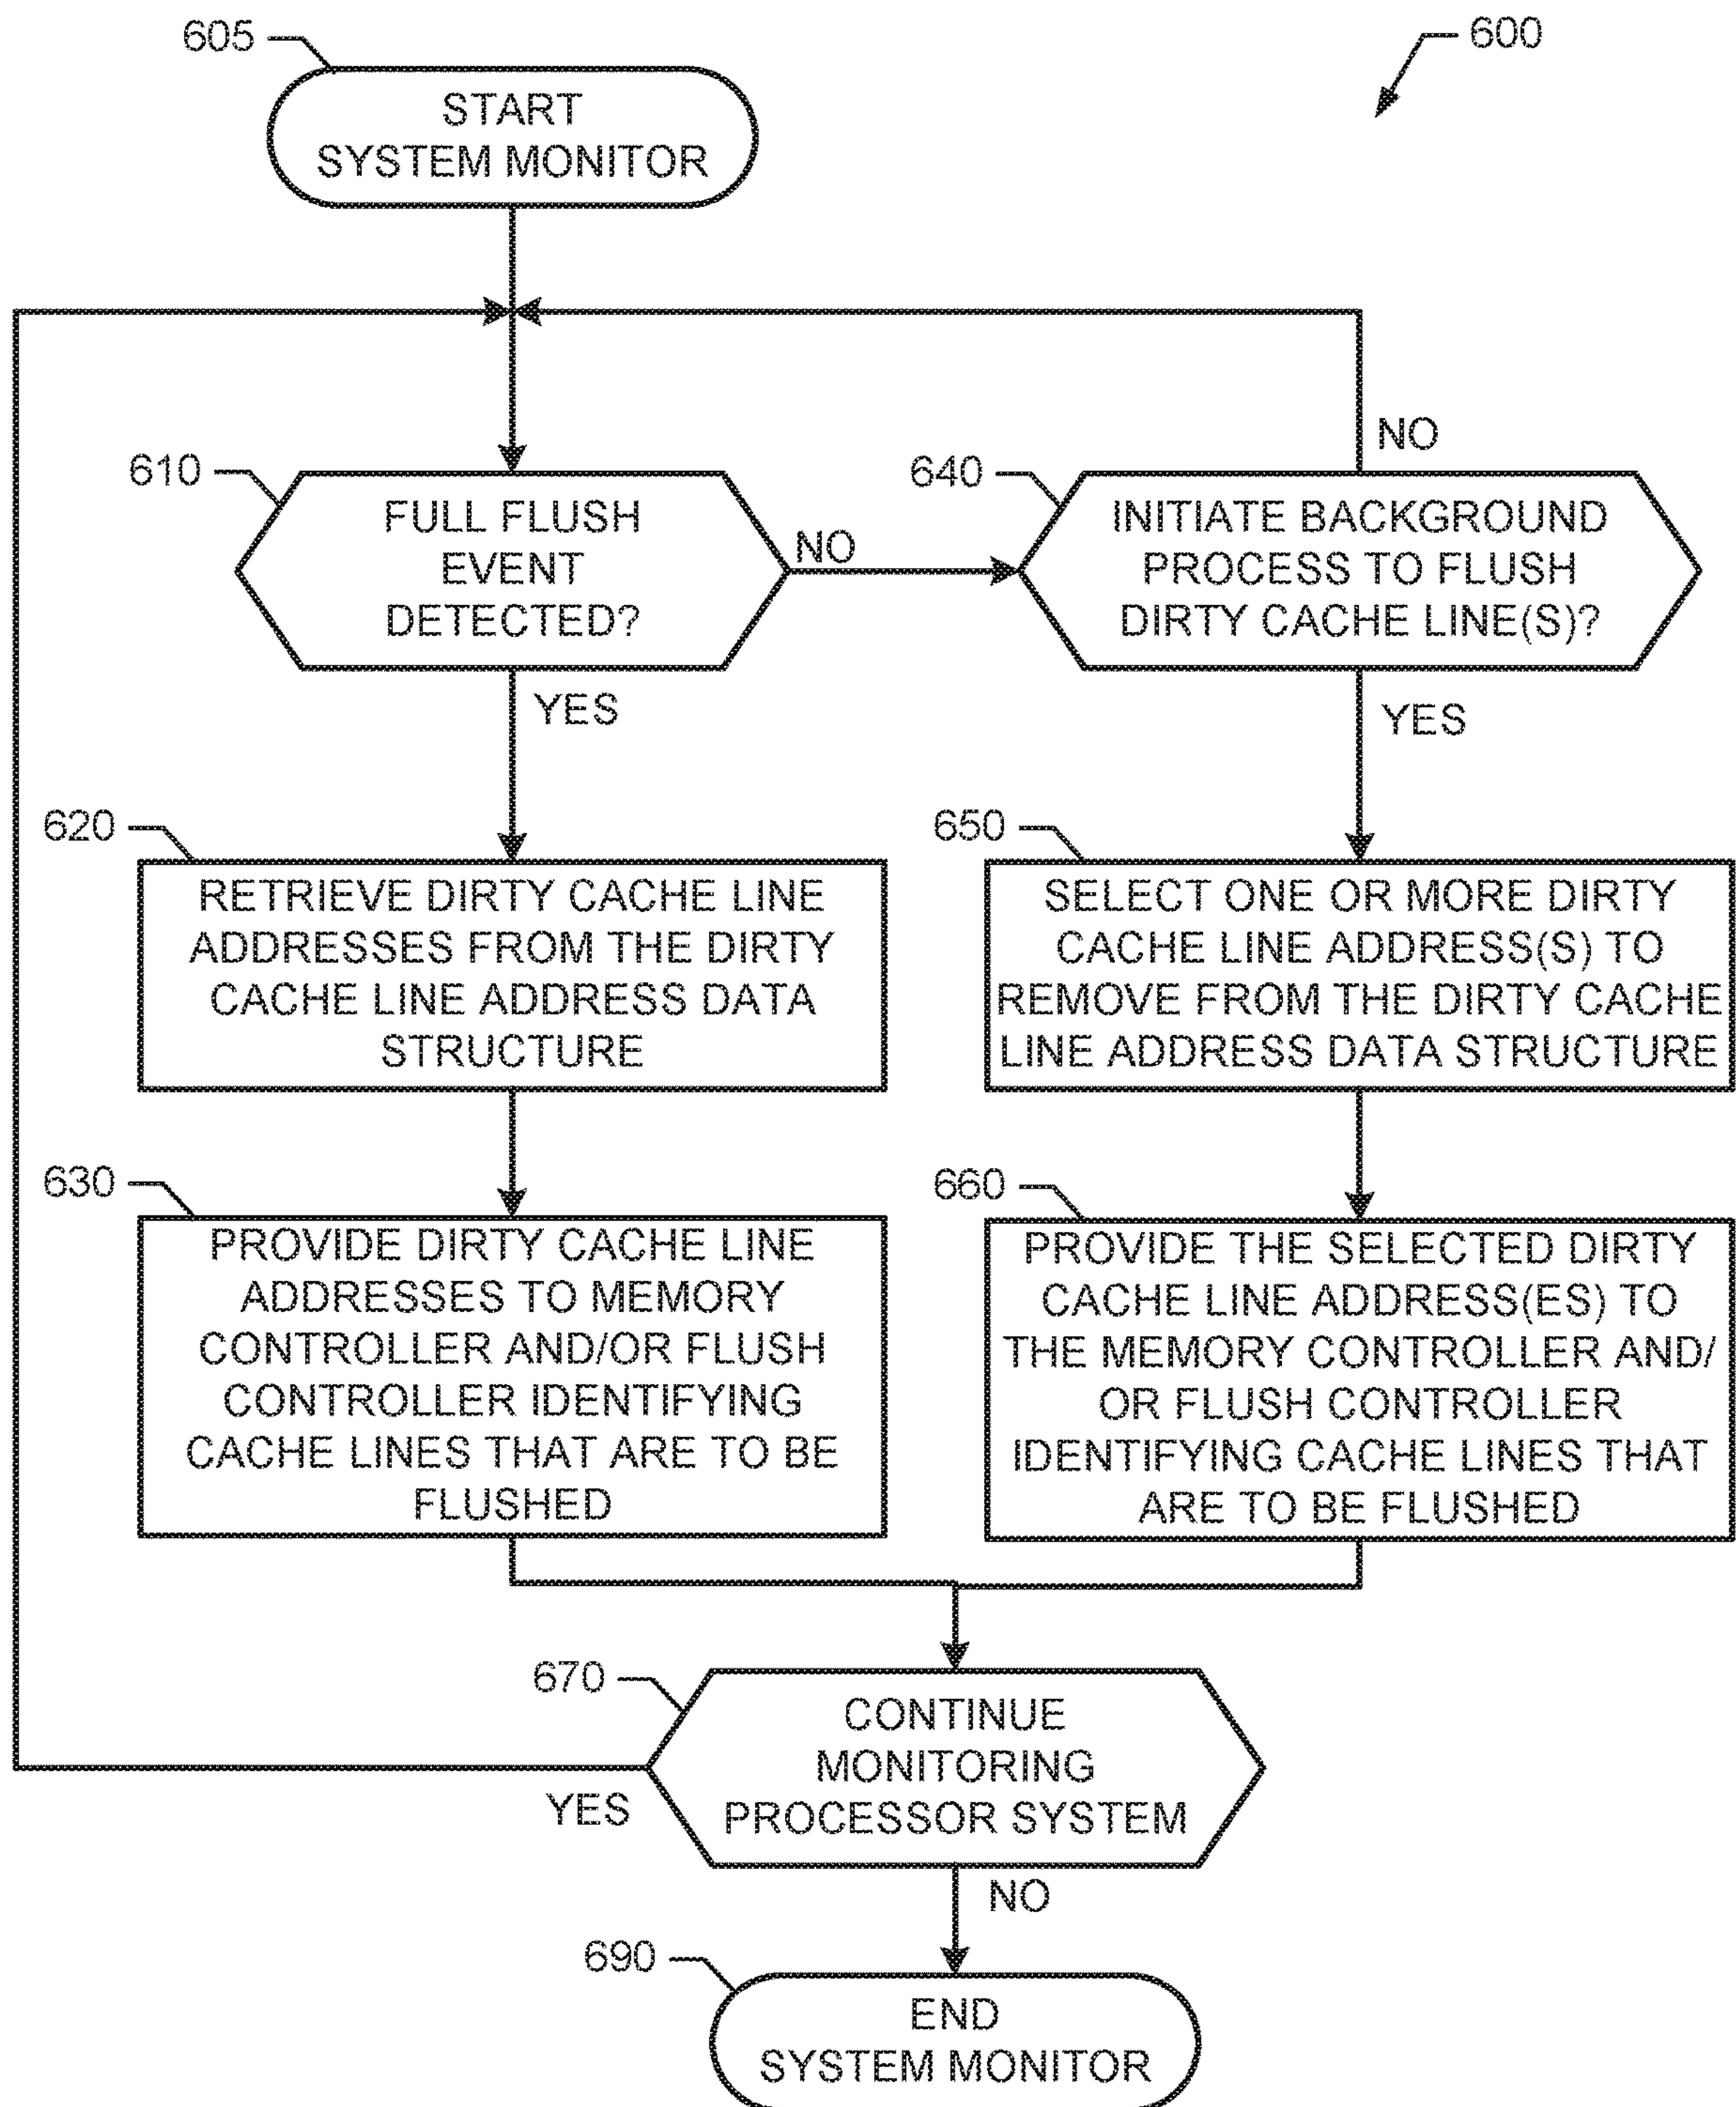 605
600
START
SYSTEM MONITOR
NO
610
640
FULL FLUSH
EVENT
DETECTED?
NO
INITIATE BACKGROUND
PROCESS TO FLUSH
DIRTY CACHE LINE(S)?
YES
YES
620
650
RETRIEVE DIRTY CACHE LINE
ADDRESSES FROM THE DIRTY
CACHE LINE ADDRESS DATA
STRUCTURE
SELECT ONE OR MORE DIRTY
CACHE LINE ADDRESS(S) TO
REMOVE FROM THE DIRTY CACHE
LINE ADDRESS DATA STRUCTURE
630
660
PROVIDE DIRTY CACHE LINE
ADDRESSES TO MEMORY
CONTROLLER AND/OR FLUSH
CONTROLLER IDENTIFYING
CACHE LINES THAT ARE TO BE
FLUSHED
PROVIDE THE SELECTED DIRTY
CACHE LINE ADDRESS(ES) TO
THE MEMORY CONTROLLER AND/
OR FLUSH CONTROLLER
IDENTIFYING CACHE LINES THAT
ARE TO BE FLUSHED
670
CONTINUE
MONITORING
PROCESSOR SYSTEM
YES
NO
690
END
SYSTEM MONITOR